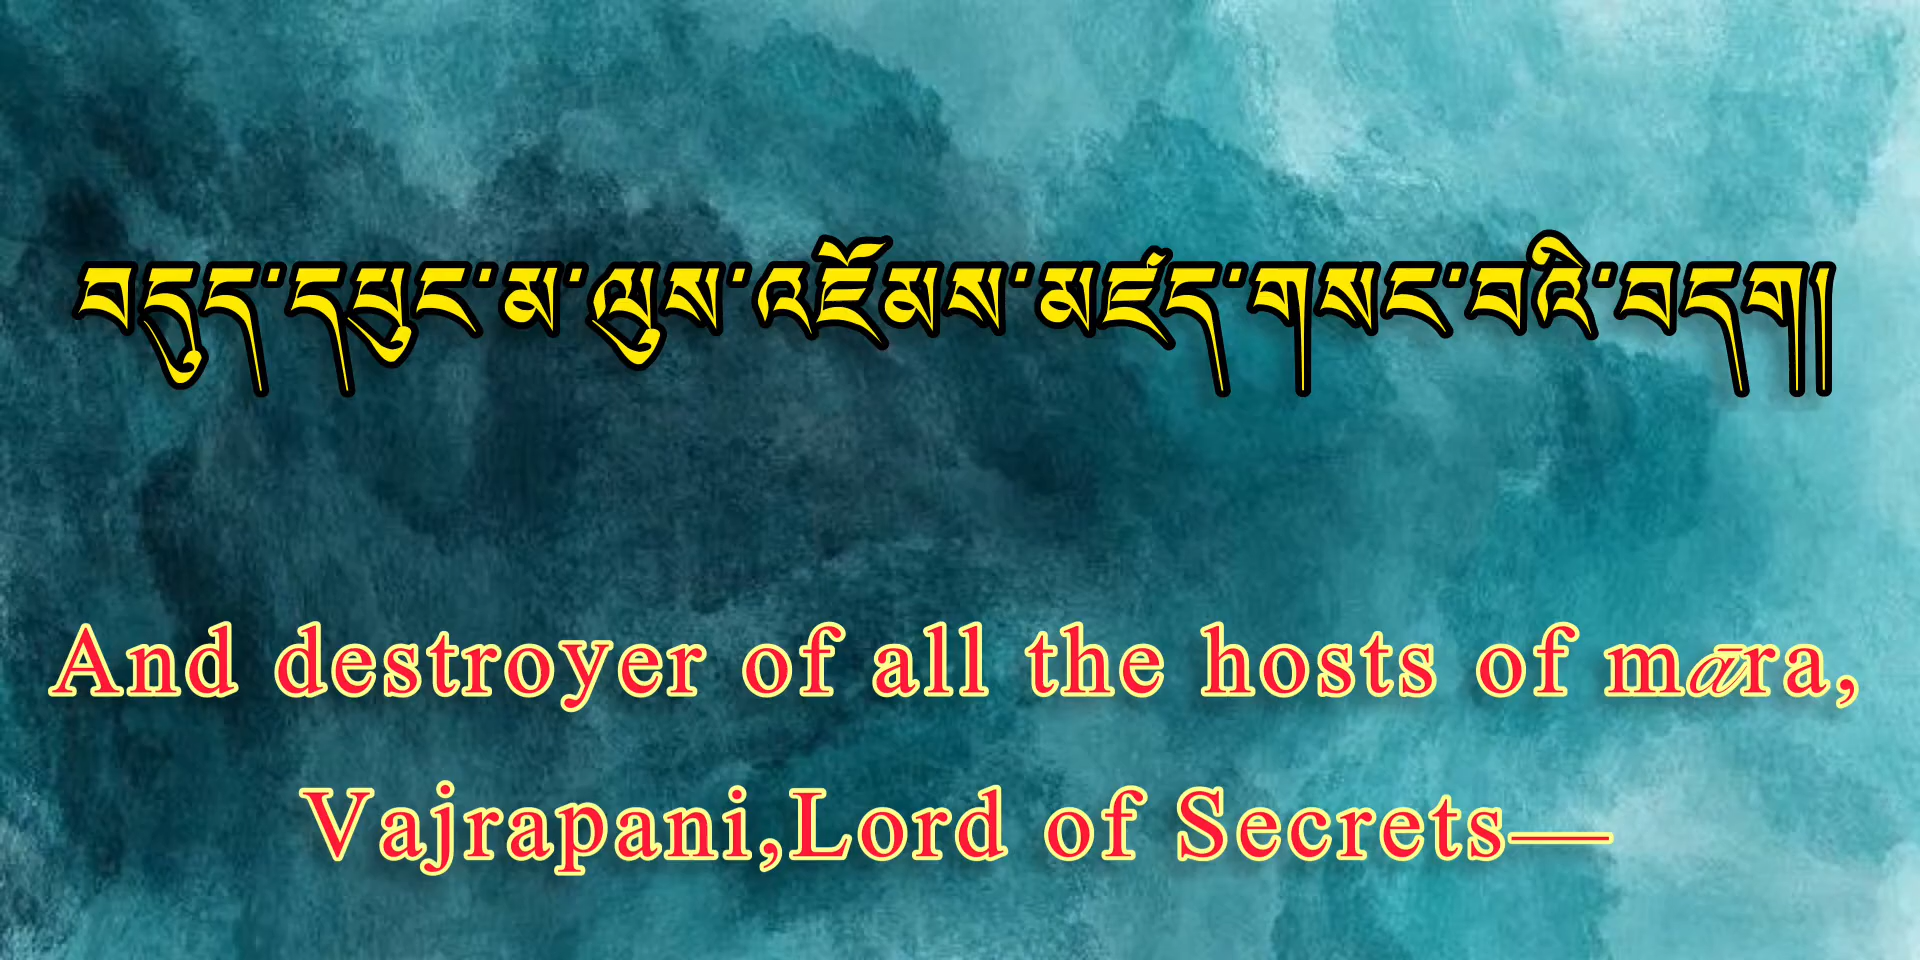 བདུད་དཔུང་མ་ལུས་འཇོམས་མཛད་གསང་བའི་བདག།
And destroyer of all the hosts of māra,
Vajrapani,Lord of Secrets—